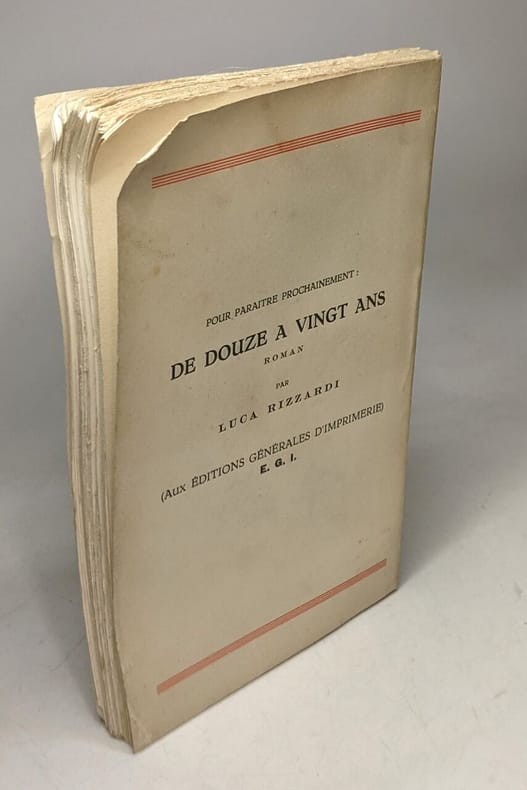 POUR PARAITRE PROCHAINEMENT :
DE DOUZE A VINGT ANS
ROMAN
PAR
LUCA RIZZARDI
(AUX ÉDITIONS GÉNÉRALES D'IMPRIMERIE)
E. G. I.